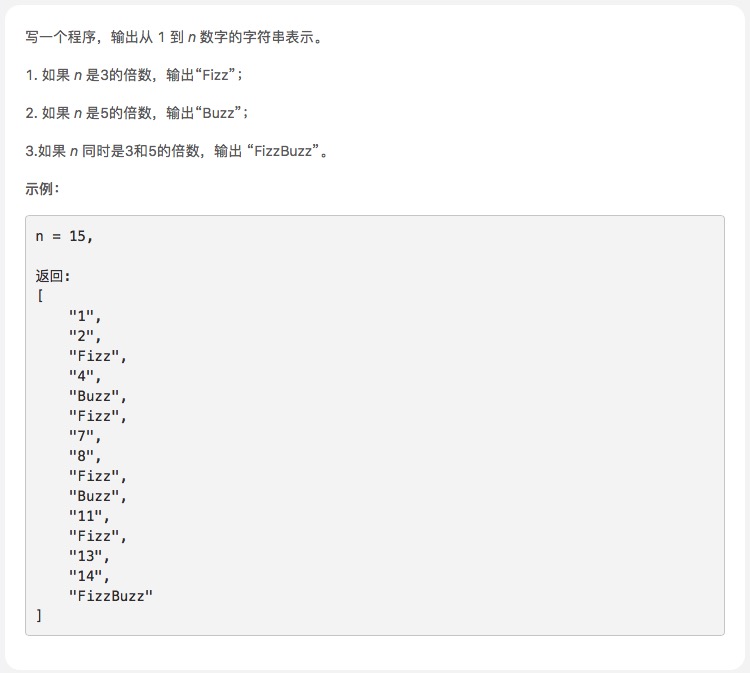 写一个程序，输出从 1 到 n 数字的字符串表示。
1. 如果 n 是3的倍数，输出“Fizz”；
2. 如果 n 是5的倍数，输出“Buzz”；
3.如果 n 同时是3和5的倍数，输出 “FizzBuzz”。
示例：
n = 15,
返回:
[
    "1",
    "2",
    "Fizz",
    "4",
    "Buzz",
    "Fizz",
    "7",
    "8",
    "Fizz",
    "Buzz",
    "11",
    "Fizz",
    "13",
    "14",
    "FizzBuzz"
]